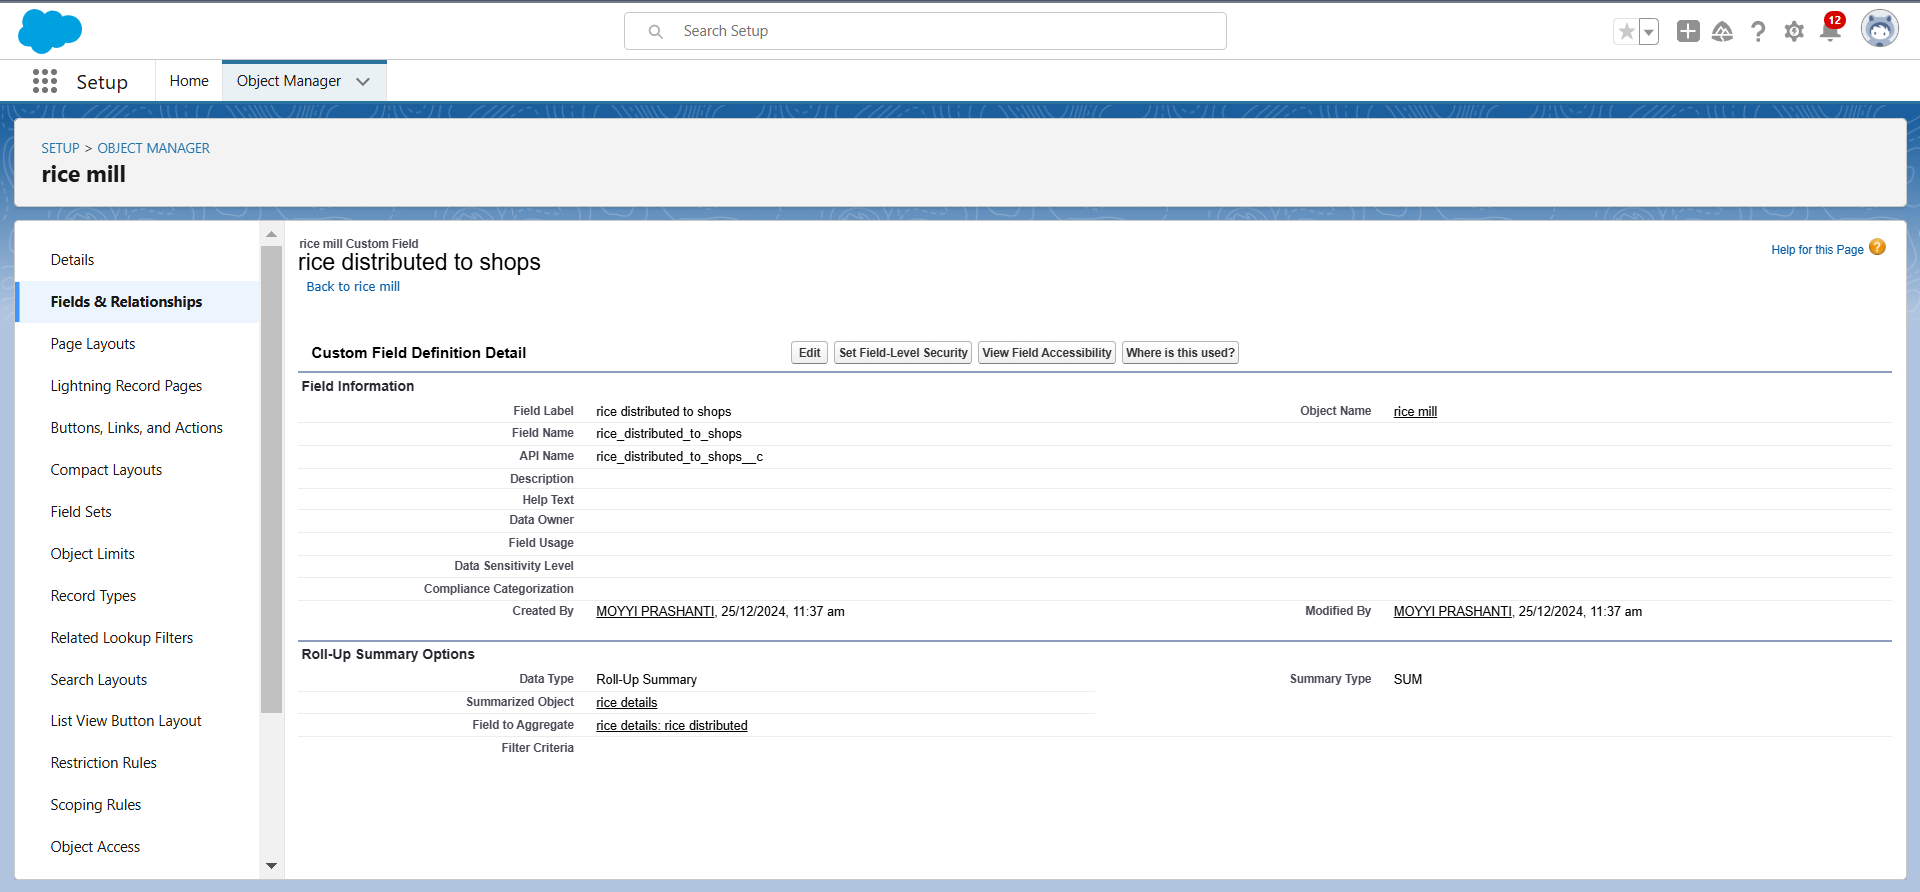 Search Setup
12
Setup
Home
Object Manager
SETUP > OBJECT MANAGER
rice mill
Details
Fields & Relationships
Page Layouts
Lightning Record Pages
Buttons, Links, and Actions
Compact Layouts
Field Sets
Object Limits
Record Types
Related Lookup Filters
Search Layouts
List View Button Layout
Restriction Rules
Scoping Rules
Object Access
rice mill Custom Field
rice distributed to shops
Back to rice mill
Help for this Page ?
Custom Field Definition Detail
Edit
Set Field-Level Security
View Field Accessibility
Where is this used?
Field Information
Field Label rice distributed to shops
Object Name rice mill
Field Name rice_distributed_to_shops
API Name rice_distributed_to_shops__c
Description
Help Text
Data Owner
Field Usage
Data Sensitivity Level
Compliance Categorization
Created By MOYYI PRASHANTI, 25/12/2024, 11:37 am
Modified By MOYYI PRASHANTI, 25/12/2024, 11:37 am
Roll-Up Summary Options
Data Type Roll-Up Summary
Summary Type SUM
Summarized Object rice details
Field to Aggregate rice details: rice distributed
Filter Criteria